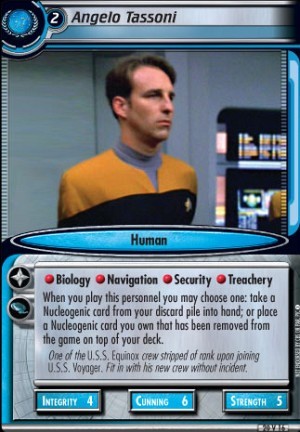 2 Angelo Tassoni
Human
Biology Navigation Security Treachery
When you play this personnel you may choose one: take a
Nucleogenic card from your discard pile into hand; or place
a Nucleogenic card you own that has been removed from
the game on top of your deck.
One of the U.S.S. Equinox crew stripped of rank upon joining
U.S.S. Voyager. Fit in with his new crew without incident.
INTEGRITY 4 CUNNING 6 STRENGTH 5